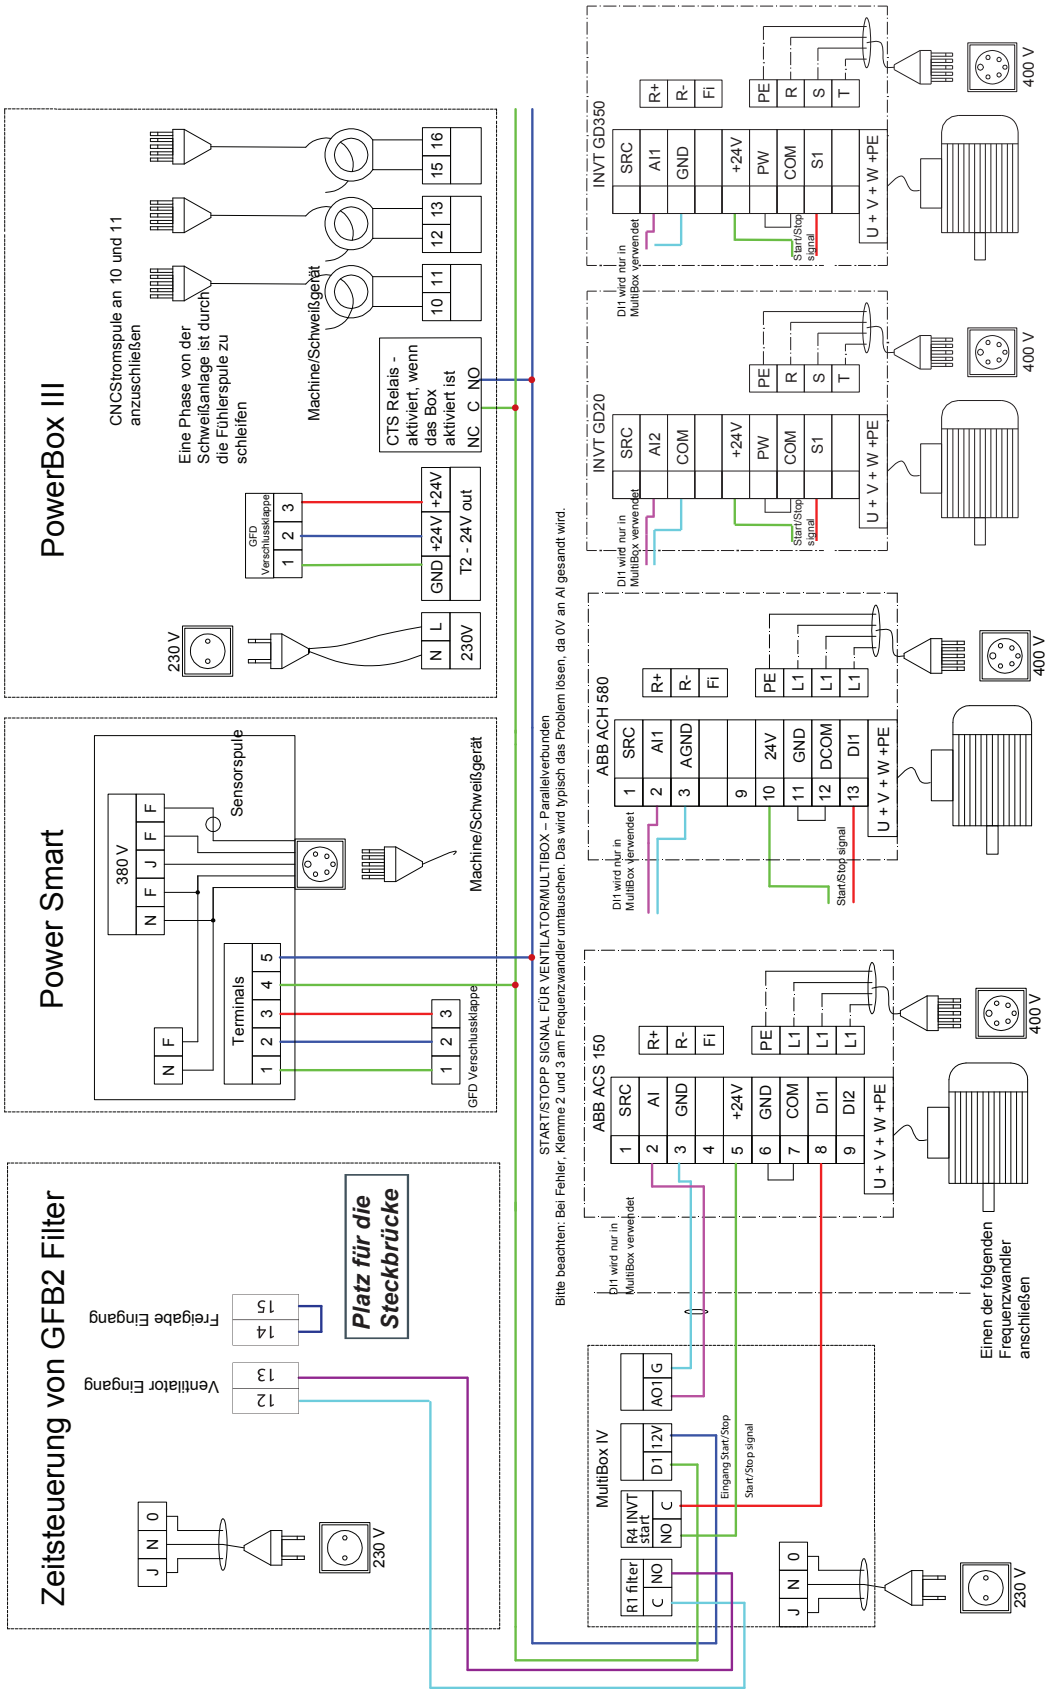 Zeitsteuerung von GFB2 Filter
J N 0
230 V
Ventilator Eingang
12 13
Freigabe Eingang
14 15
Platz für die
Steckbrücke
Power Smart
N F
380 V
N F J F F
Sensorspule
Terminals
1 2 3 4 5
1 2 3
GFD Verschlussklappe
Machine/Schweißgerät
PowerBox III
230 V
N L
230V
GFD
Verschlussklappe
1 2 3
GND +24V +24V
T2 - 24V out
CNCStromspule an 10 und 11
anzuschließen
Eine Phase von der
Schweißanlage ist durch
die Fühlerspule zu
schleifen
Machine/Schweißgerät
CTS Relais -
aktiviert, wenn
das Box
aktiviert ist
NC C NO
10 11
12 13
15 16
START/STOPP SIGNAL FÜR VENTILATOR/MULTIBOX – Parallelverbunden
Bitte beachten: Bei Fehler, Klemme 2 und 3 am Frequenzwandler umtauschen. Das wird typisch das Problem lösen, da 0V an AI gesandt wird.
MultiBox IV
R1 filter
C NO
R4 INVT
start
NO C
D1 12V
AO1 G
Eingang Start/Stop
Start/Stop signal
J N 0
230 V
Einen der folgenden
Frequenzwandler
anschließen
DI1 wird nur in
MultiBox verwendet
ABB ACS 150
1 SRC
2 AI
3 GND
4
5 +24V
6 GND
7 COM
8 DI1
9 DI2
U + V + W +PE
R+
R-
Fi
PE
L1
L1
L1
400 V
DI1 wird nur in
MultiBox verwendet
ABB ACH 580
1 SRC
2 AI1
3 AGND
9
10 24V
11 GND
12 DCOM
13 DI1
U + V + W +PE
Start/Stop signal
R+
R-
Fi
PE
L1
L1
L1
400 V
DI1 wird nur in
MultiBox verwendet
INVT GD20
SRC
AI2
COM
+24V
PW
COM
S1
U + V + W +PE
Start/Stop
signal
PE
R
S
T
400 V
DI1 wird nur in
MultiBox verwendet
INVT GD350
SRC
AI1
GND
+24V
PW
COM
S1
U + V + W +PE
Start/Stop
signal
R+
R-
Fi
PE
R
S
T
400 V